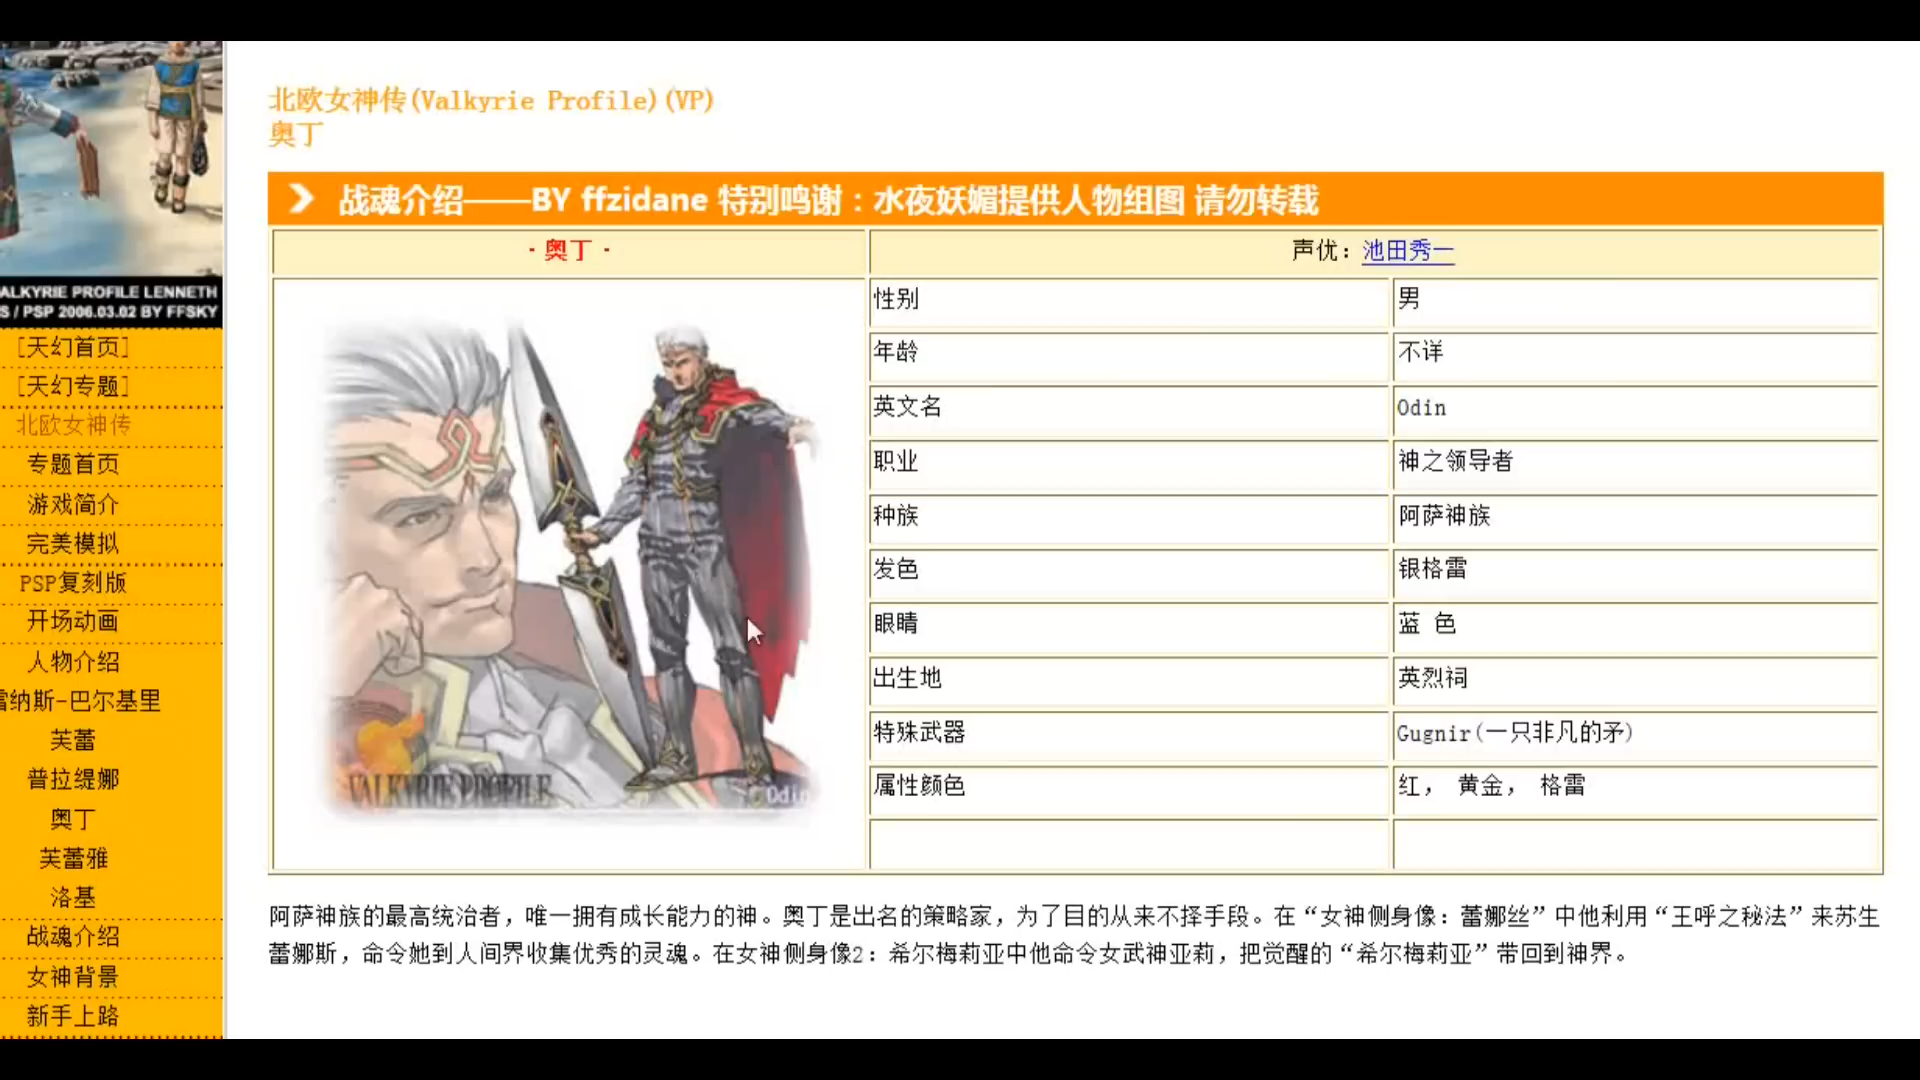 北欧女神传(Valkyrie Profile)(VP)
奥丁
战魂介绍——BY ffzidane 特别鸣谢：水夜妖媚提供人物组图 请勿转载
· 奥丁 ·
声优：池田秀一
性别 男
年龄 不详
英文名 Odin
职业 神之领导者
种族 阿萨神族
发色 银格雷
眼睛 蓝 色
出生地 英烈祠
特殊武器 Gugnir(一只非凡的矛)
属性颜色 红， 黄金， 格雷
VALKYRIE PROFILE
Odin
阿萨神族的最高统治者，唯一拥有成长能力的神。奥丁是出名的策略家，为了目的从来不择手段。在“女神侧身像：蕾娜丝”中他利用“王呼之秘法”来苏生
蕾娜斯，命令她到人间界收集优秀的灵魂。在女神侧身像2：希尔梅莉亚中他命令女武神亚莉，把觉醒的“希尔梅莉亚”带回到神界。
ALKYRIE PROFILE LENNETH
S / PSP 2006.03.02 BY FFSKY
[天幻首页]
[天幻专题]
北欧女神传
专题首页
游戏简介
完美模拟
PSP复刻版
开场动画
人物介绍
纳斯-巴尔基里
芙蕾
普拉缇娜
奥丁
芙蕾雅
洛基
战魂介绍
女神背景
新手上路